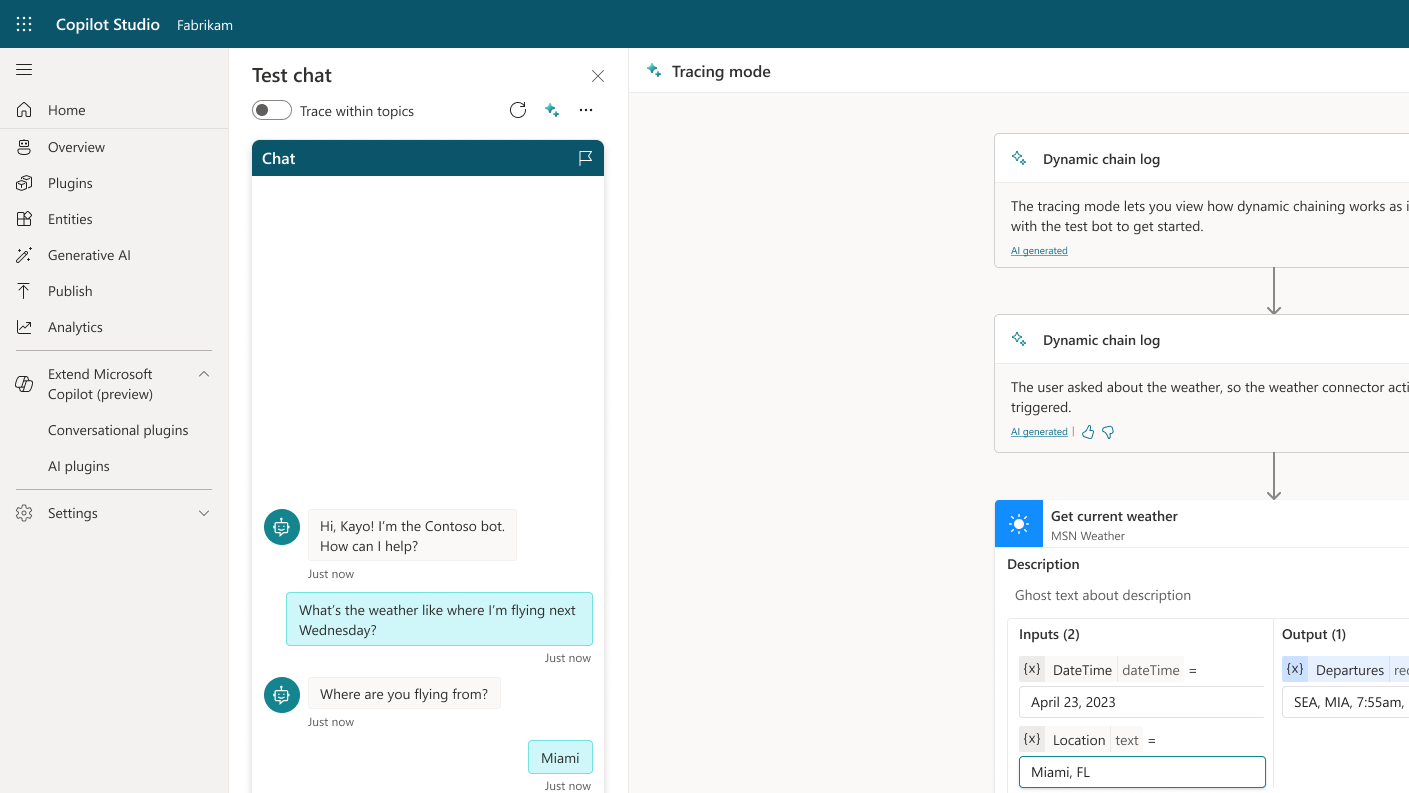 Copilot Studio Fabrikam
Home
Overview
Plugins
Entities
Generative AI
Publish
Analytics
Extend Microsoft
Copilot (preview)
Conversational plugins
AI plugins
Settings
Test chat
Trace within topics
Chat
Hi, Kayo! I'm the Contoso bot.
How can I help?
Just now
What's the weather like where I'm flying next
Wednesday?
Just now
Where are you flying from?
Just now
Miami
Just now
Tracing mode
Dynamic chain log
The tracing mode lets you view how dynamic chaining works as
with the test bot to get started.
AI generated
Dynamic chain log
The user asked about the weather, so the weather connector
triggered.
AI generated |
Get current weather
MSN Weather
Description
Ghost text about description
Inputs (2)
{x} DateTime dateTime =
April 23, 2023
{x} Location text =
Miami, FL
Output (1)
{x} Departures
SEA, MIA, 7:55am,